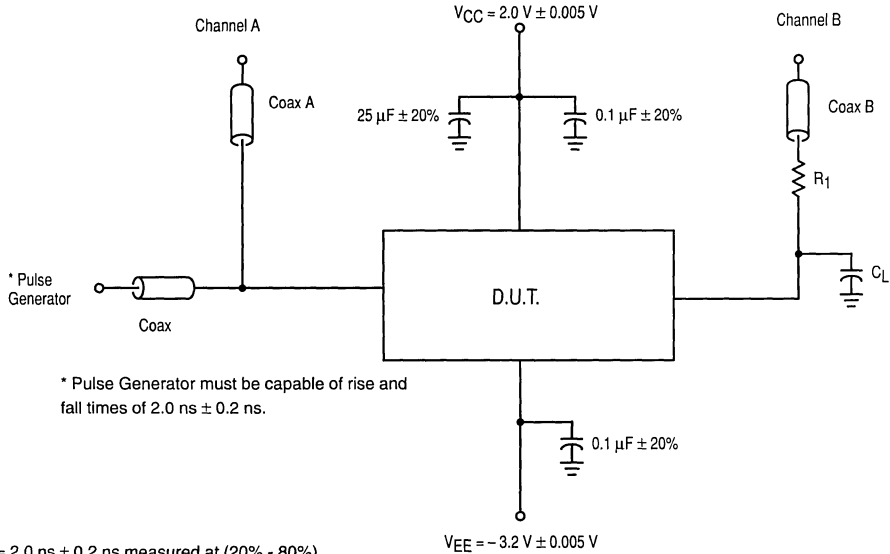 VCC = 2.0 V ± 0.005 V
Channel A
Channel B
Coax A
25 µF ± 20%
0.1 µF ± 20%
Coax B
R1
* Pulse
Generator
Coax
D.U.T.
CL
* Pulse Generator must be capable of rise and
fall times of 2.0 ns ± 0.2 ns.
0.1 µF ± 20%
VEE = – 3.2 V ± 0.005 V
= 2.0 ns ± 0.2 ns measured at (20% - 80%)